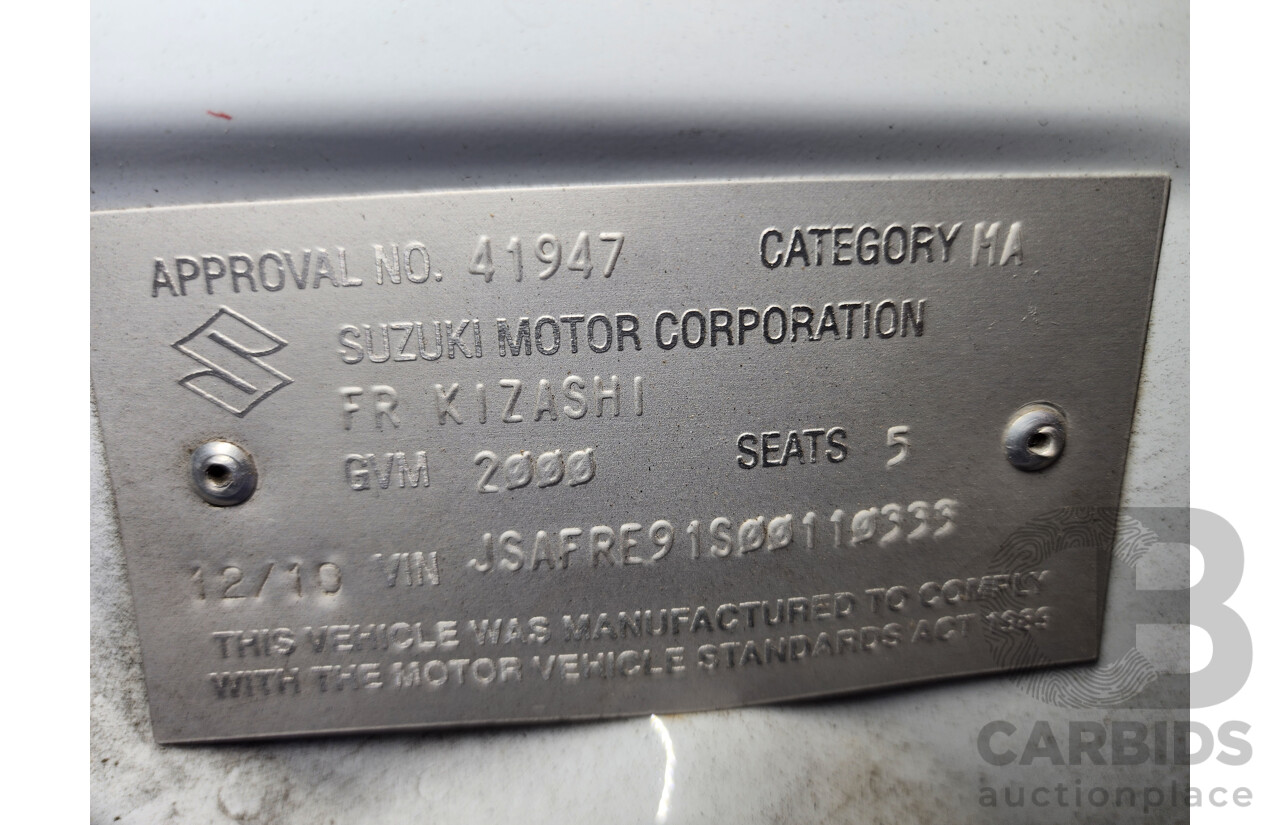 APPROVAL NO. 41947 CATEGORY MA
SUZUKI MOTOR CORPORATION
FR KIZASHI
GVM 2000 SEATS 5
12/10 VIN JSAFRE91S00110333
THIS VEHICLE WAS MANUFACTURED TO COMPLY
WITH THE MOTOR VEHICLE STANDARDS ACT 1989
CARBIDS
auctionplace